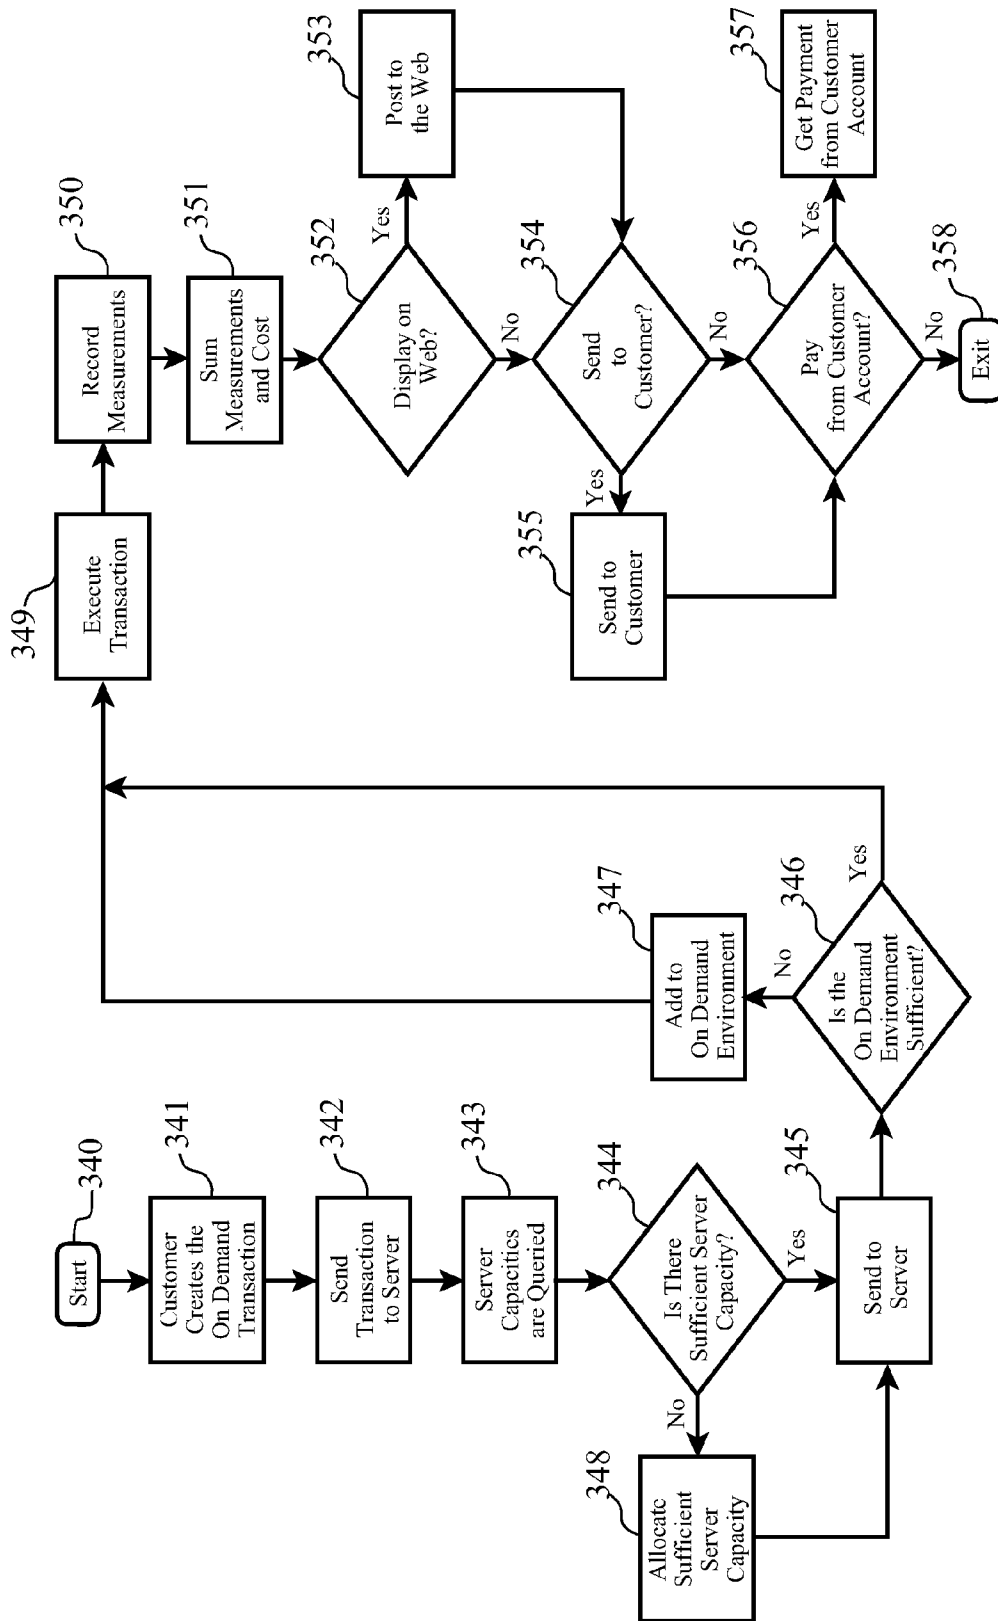 340
Start
341
Customer
Creates the
On Demand
Transaction
342
Send
Transaction
to Server
343
Server
Capacities
are Queried
344
Is There
Sufficient Server
Capacity?
No
Yes
348
Allocate
Sufficient
Server
Capacity
345
Send to
Server
346
Is the
On Demand
Environment
Sufficient?
No
Yes
347
Add to
On Demand
Environment
349
Execute
Transaction
350
Record
Measurements
351
Sum
Measurements
and Cost
352
Display on
Web?
Yes
No
353
Post to
the Web
354
Send
to
Customer?
Yes
No
355
Send to
Customer
356
Pay
from Customer
Account?
Yes
No
357
Get Payment
from Customer
Account
358
Exit